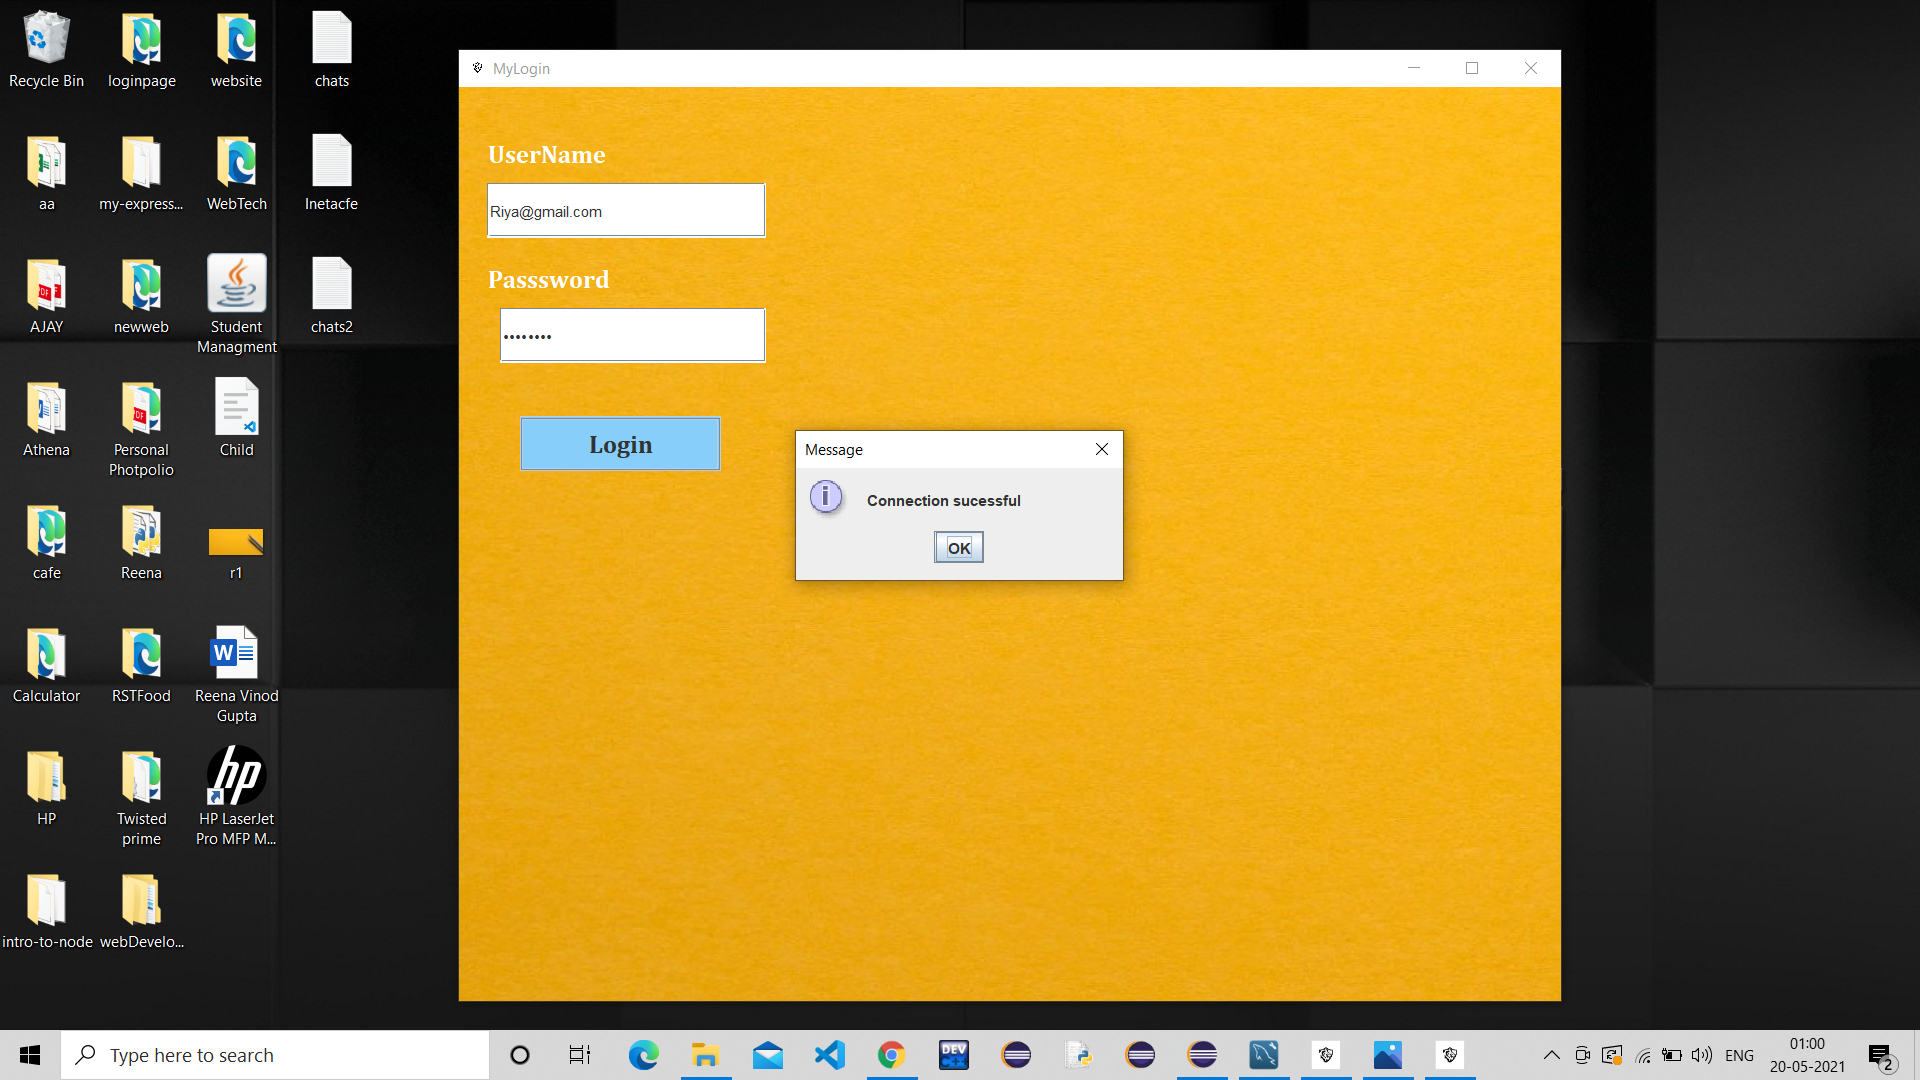 Recycle Bin
loginpage
website
chats
aa
my-express...
WebTech
Inetacfe
AJAY
newweb
Student
Managment
chats2
Athena
Personal
Photpolio
Child
cafe
Reena
r1
Calculator
RSTFood
W
Reena Vinod
Gupta
HP
Twisted
prime
hp
HP LaserJet
Pro MFP M...
intro-to-node
webDevelo...
MyLogin
UserName
Riya@gmail.com
Passsword
Login
Message
Connection sucessful
OK
Type here to search
DEV
C++
ENG
01:00
20-05-2021
2